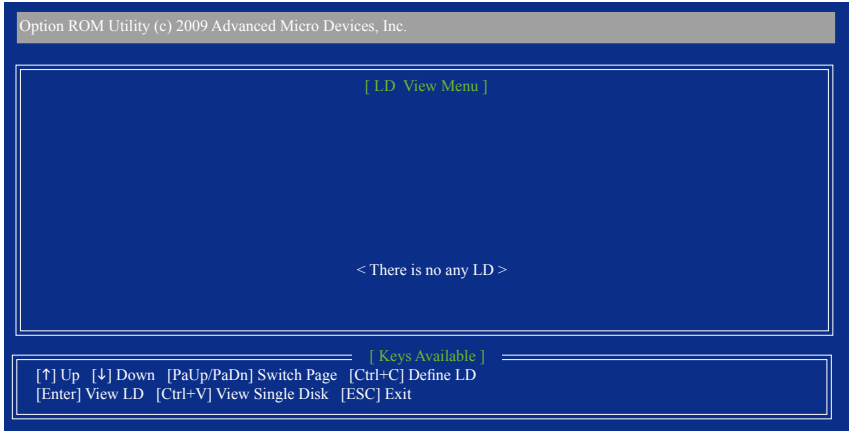 Option ROM Utility (c) 2009 Advanced Micro Devices, Inc.
[ LD  View Menu ]
< There is no any LD >
[ Keys Available ]
[↑] Up  [↓] Down  [PaUp/PaDn] Switch Page  [Ctrl+C] Define LD
[Enter] View LD  [Ctrl+V] View Single Disk  [ESC] Exit